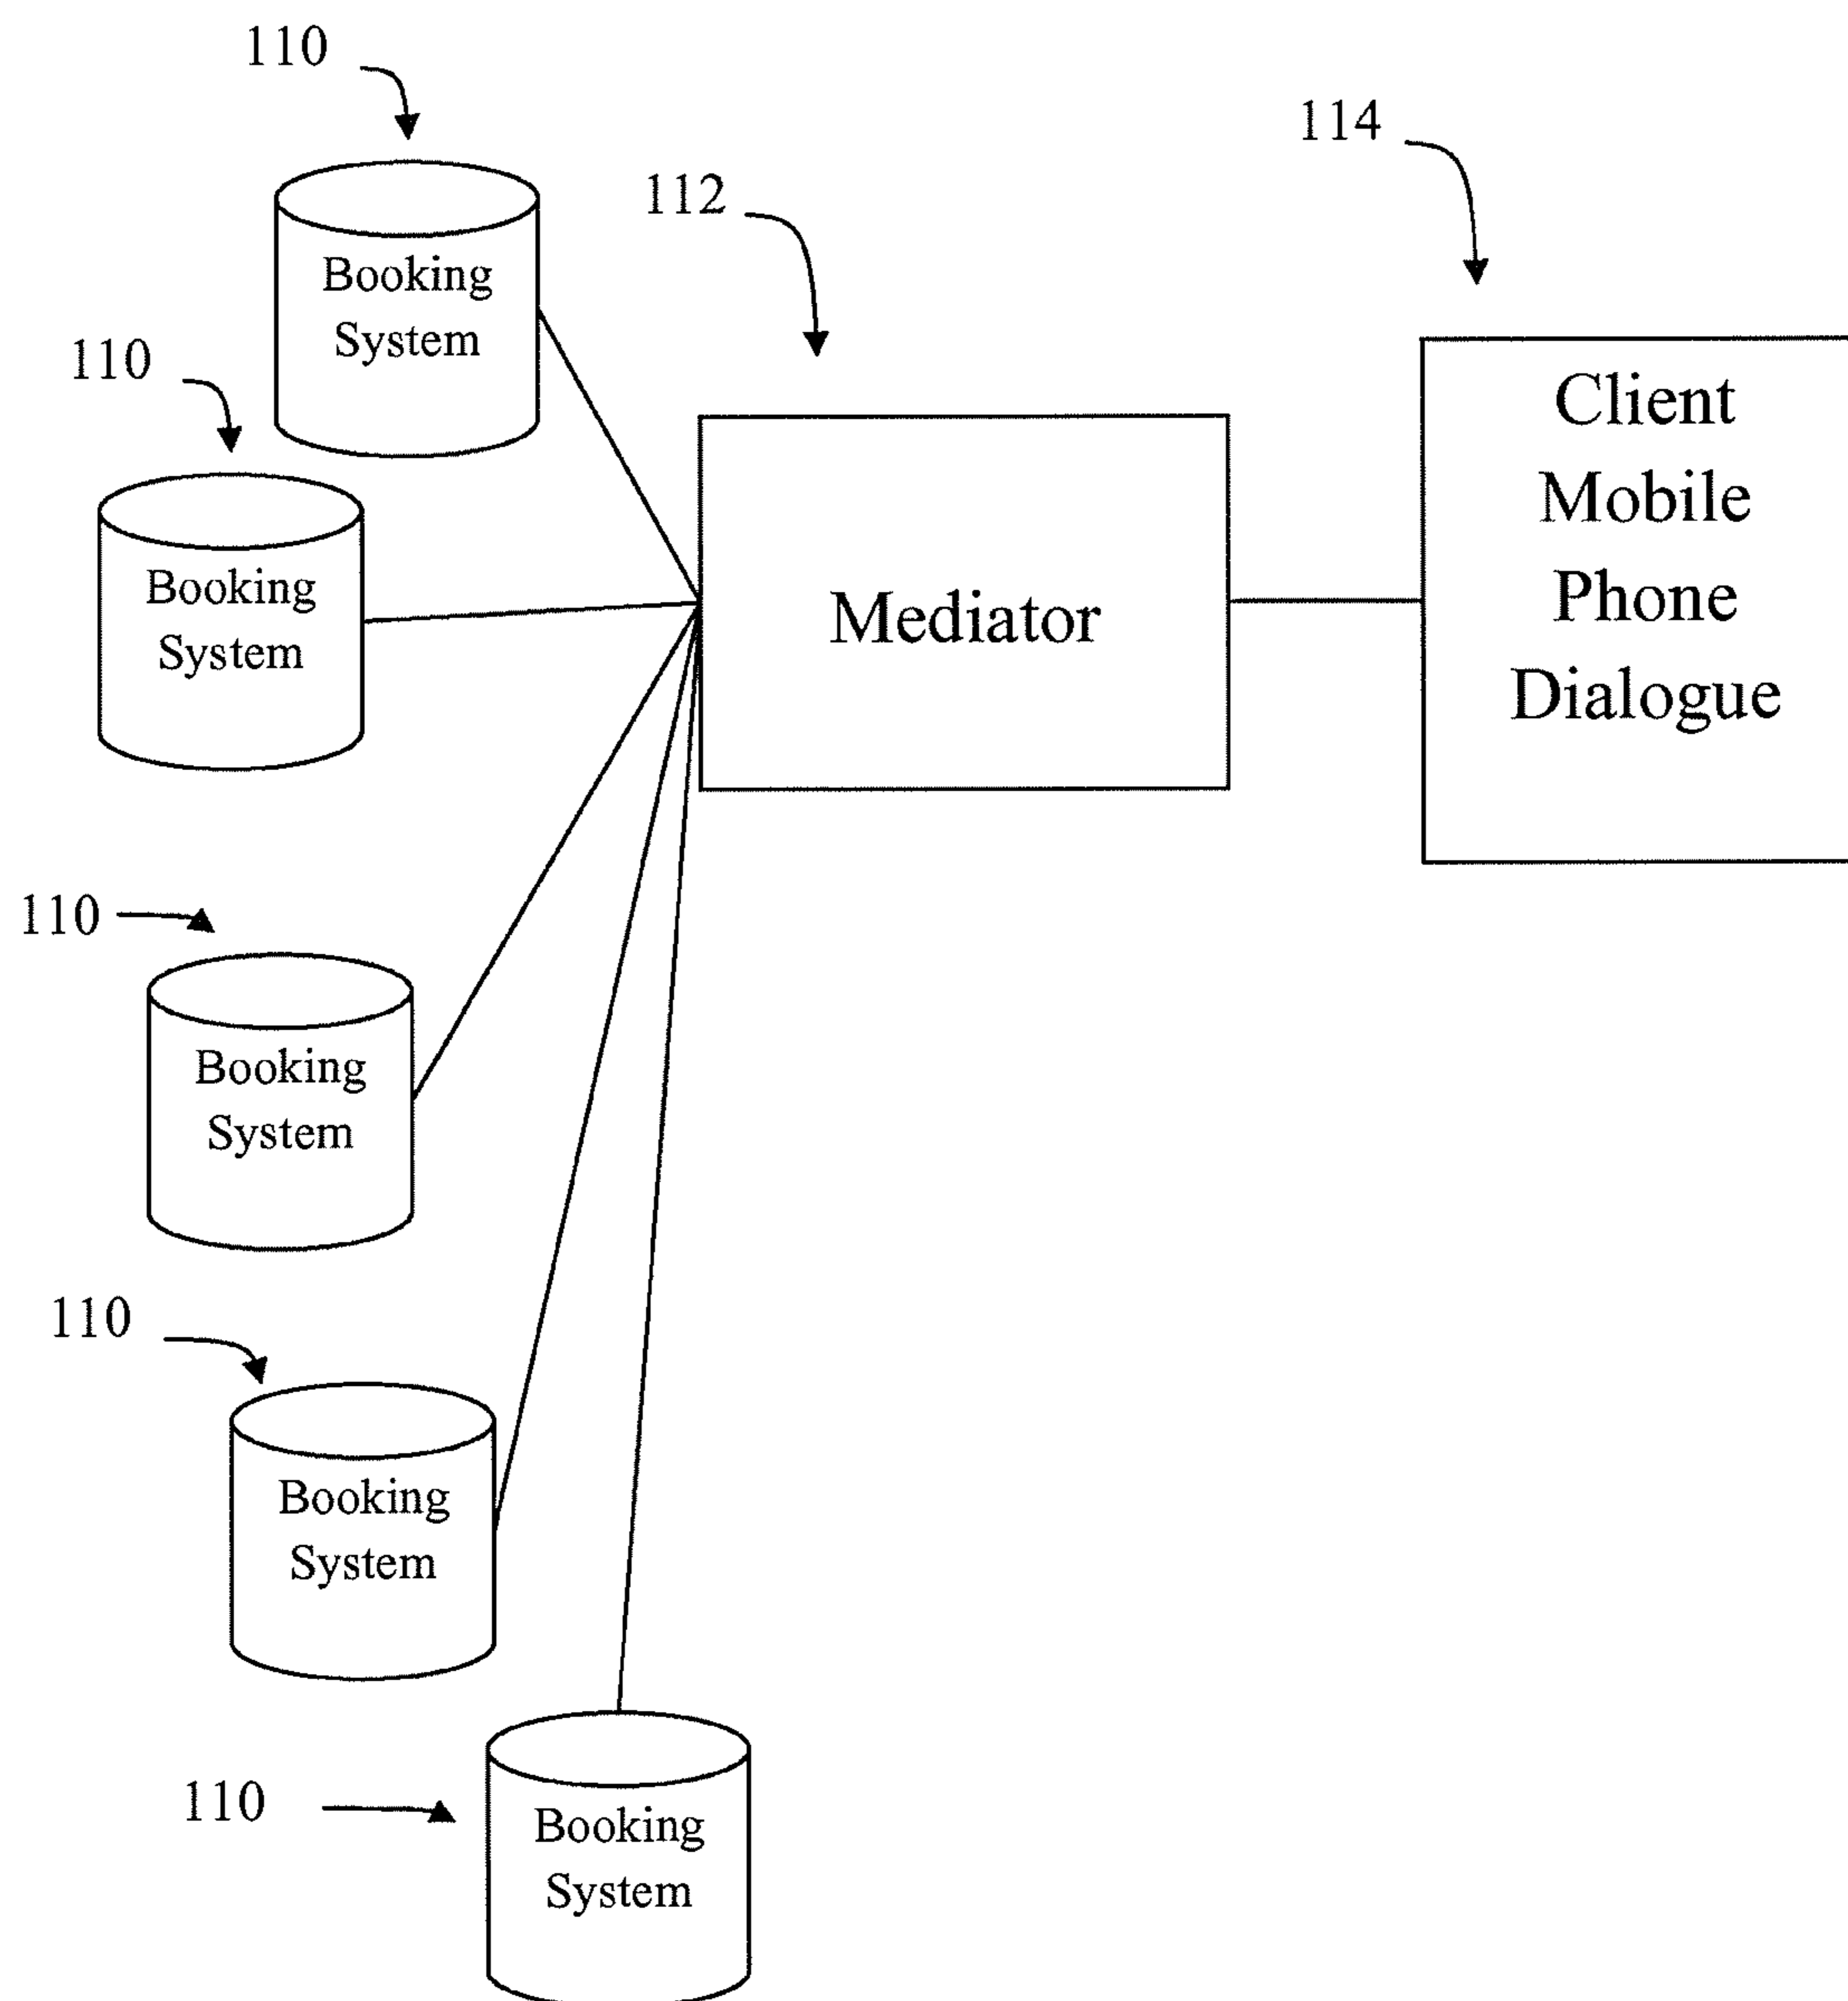 110
114
112
Booking
System
110
Client
Mobile
Phone
Dialogue
Booking
System
Mediator
110
Booking
System
110
Booking
System
110
Booking
System